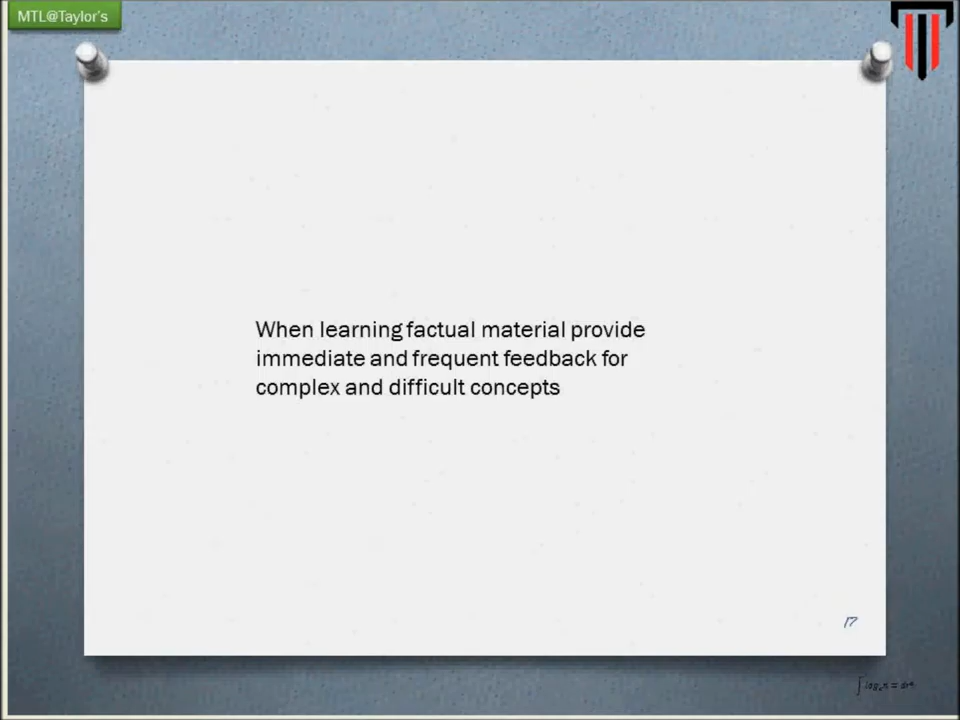 MTL@Taylor's
When learning factual material provide
immediate and frequent feedback for
complex and difficult concepts
17